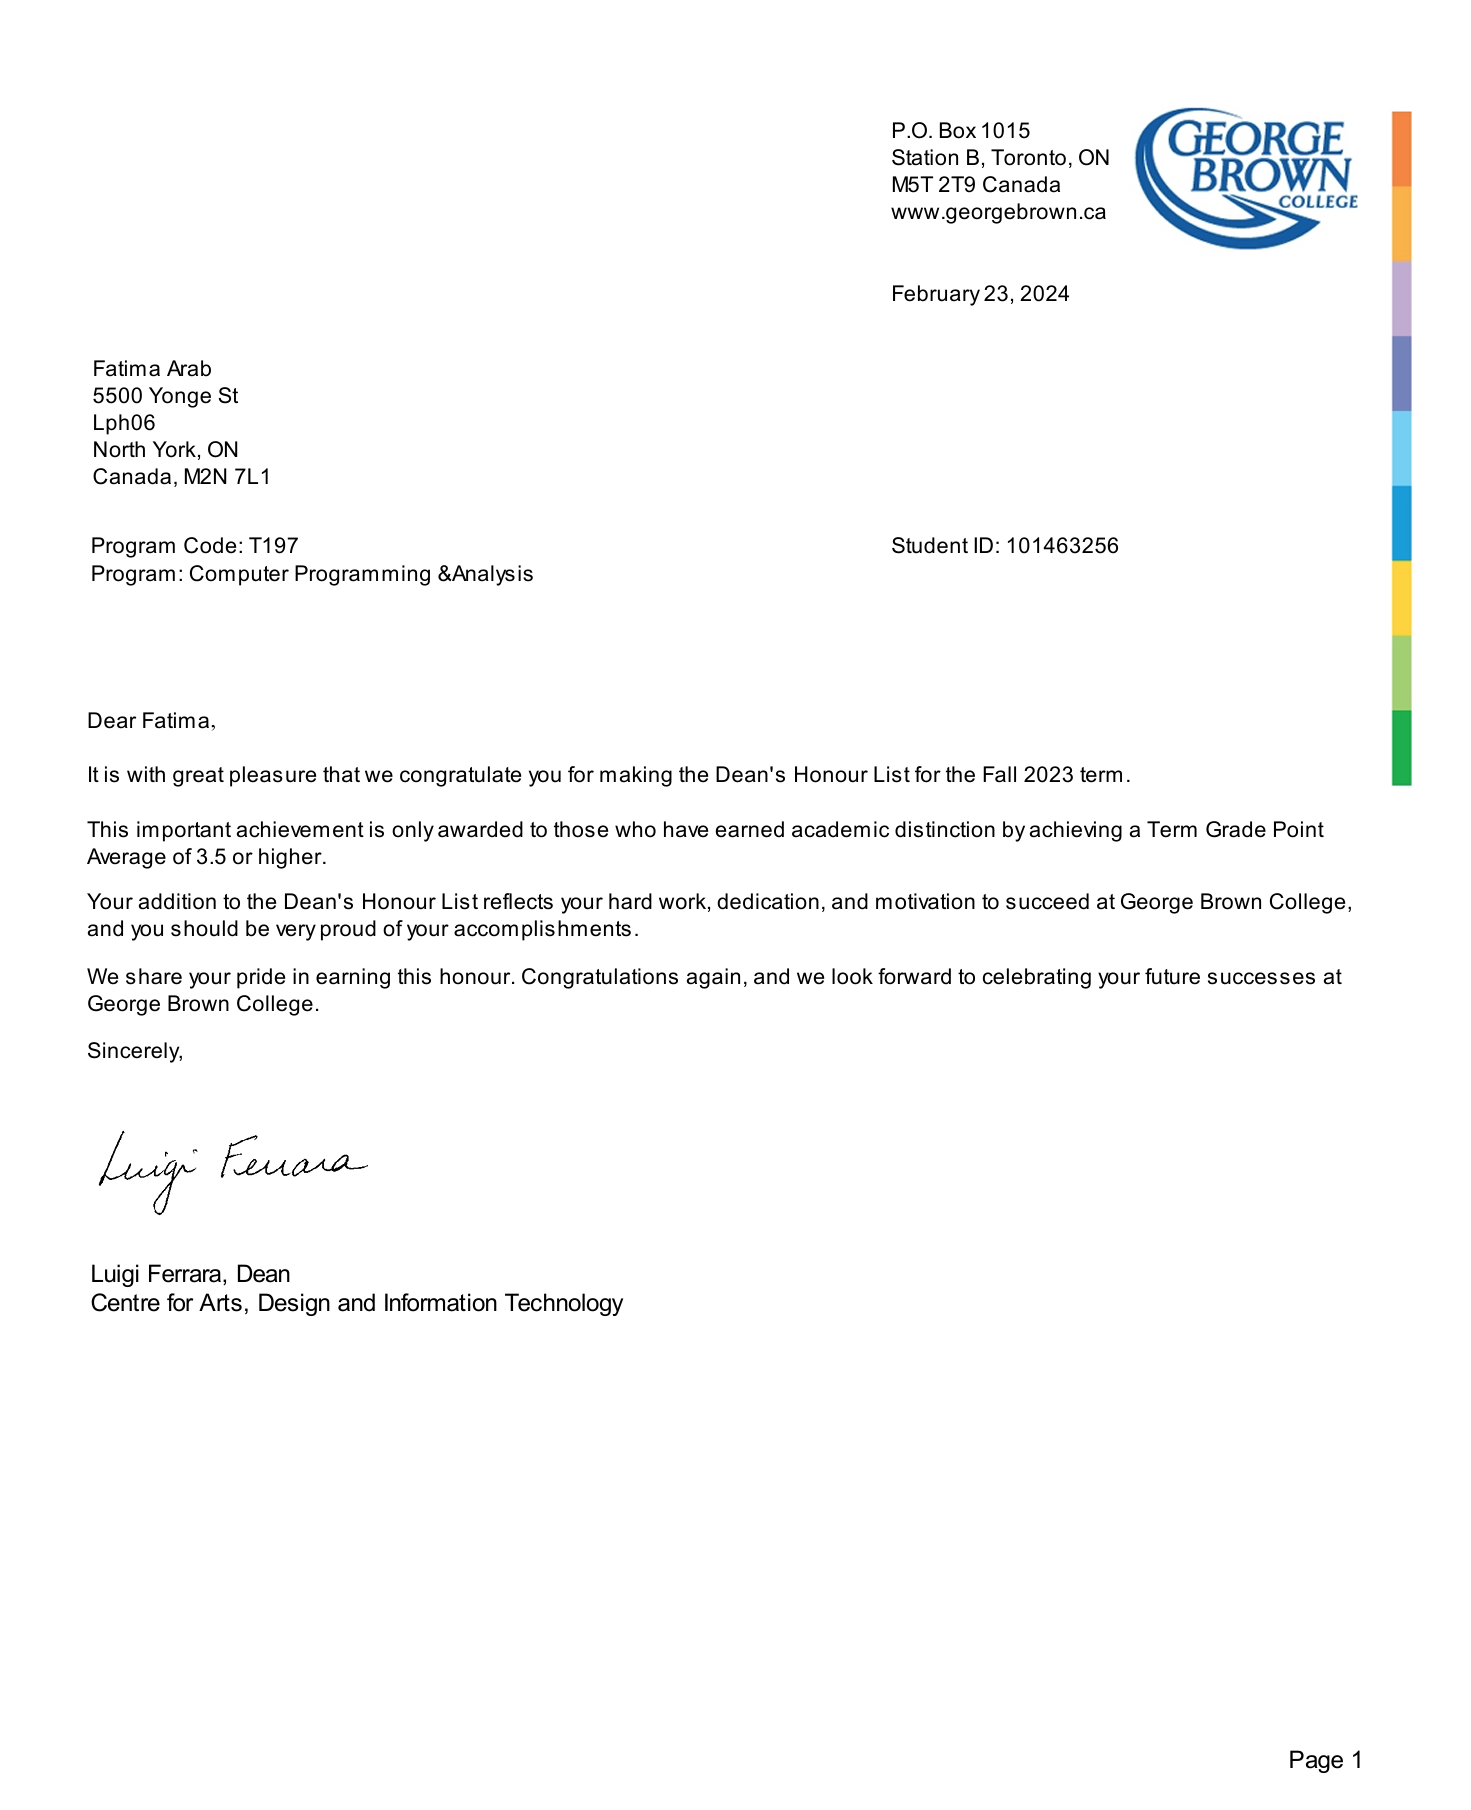 P.O. Box 1015
Station B, Toronto, ON
M5T 2T9 Canada
www.georgebrown.ca
GEORGE
BROWN
COLLEGE
February 23, 2024
Fatima Arab
5500 Yonge St
Lph06
North York, ON
Canada, M2N 7L1
Program Code: T197
Student ID: 101463256
Program: Computer Programming &Analysis
Dear Fatima,
It is with great pleasure that we congratulate you for making the Dean's Honour List for the Fall 2023 term.
This important achievement is only awarded to those who have earned academic distinction by achieving a Term Grade Point
Average of 3.5 or higher.
Your addition to the Dean's Honour List reflects your hard work, dedication, and motivation to succeed at George Brown College,
and you should be very proud of your accomplishments.
We share your pride in earning this honour. Congratulations again, and we look forward to celebrating your future successes at
George Brown College.
Sincerely,
Luigi Ferrara
Luigi Ferrara, Dean
Centre for Arts, Design and Information Technology
Page 1